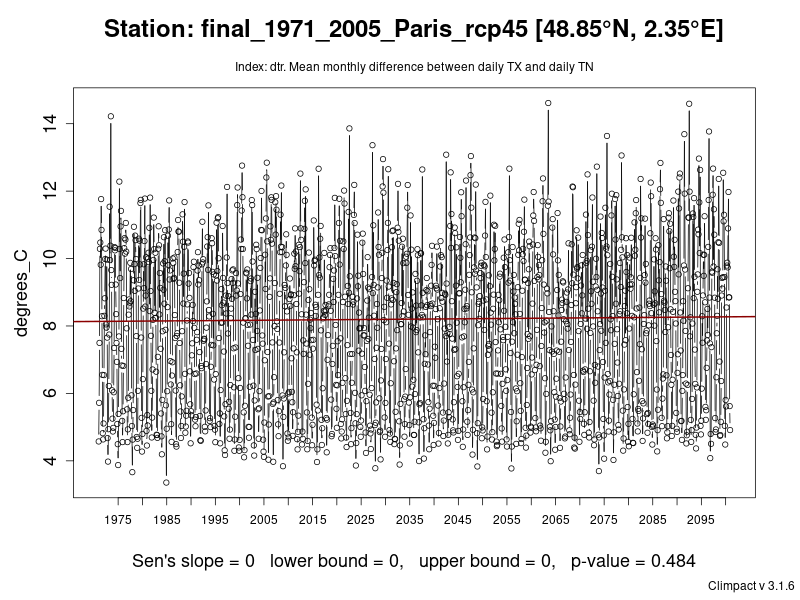 Station: final_1971_2005_Paris_rcp45 [48.85°N, 2.35°E]
Index: dtr. Mean monthly difference between daily TX and daily TN
degrees_C
14
12
10
8
6
4
1975 1985 1995 2005 2015 2025 2035 2045 2055 2065 2075 2085 2095
Sen's slope = 0 lower bound = 0, upper bound = 0, p-value = 0.484
Climpact v 3.1.6